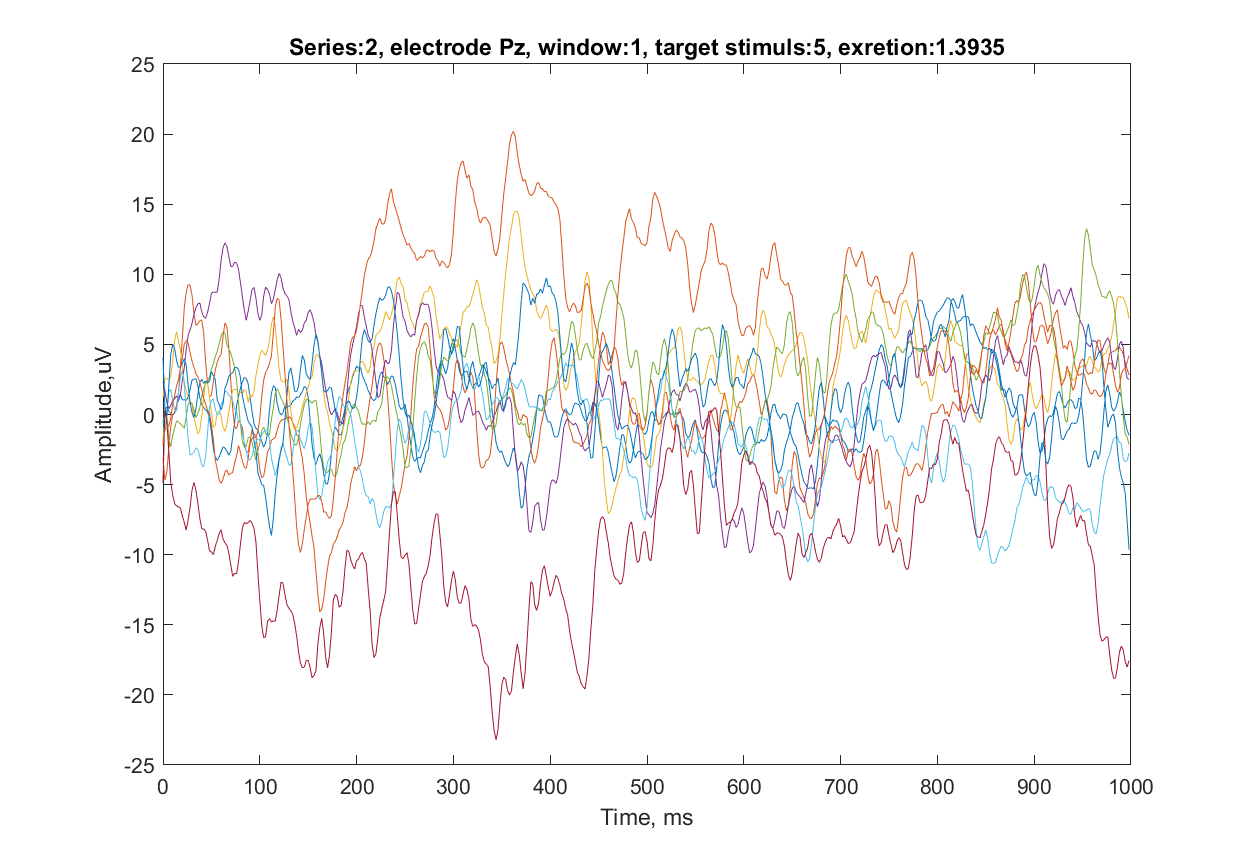 Series:2, electrode Pz, window:1, target stimuls:5, exretion:1.3935
25
20
15
10
5
0
-5
-10
-15
-20
-25
Amplitude,uV
0 100 200 300 400 500 600 700 800 900 1000
Time, ms